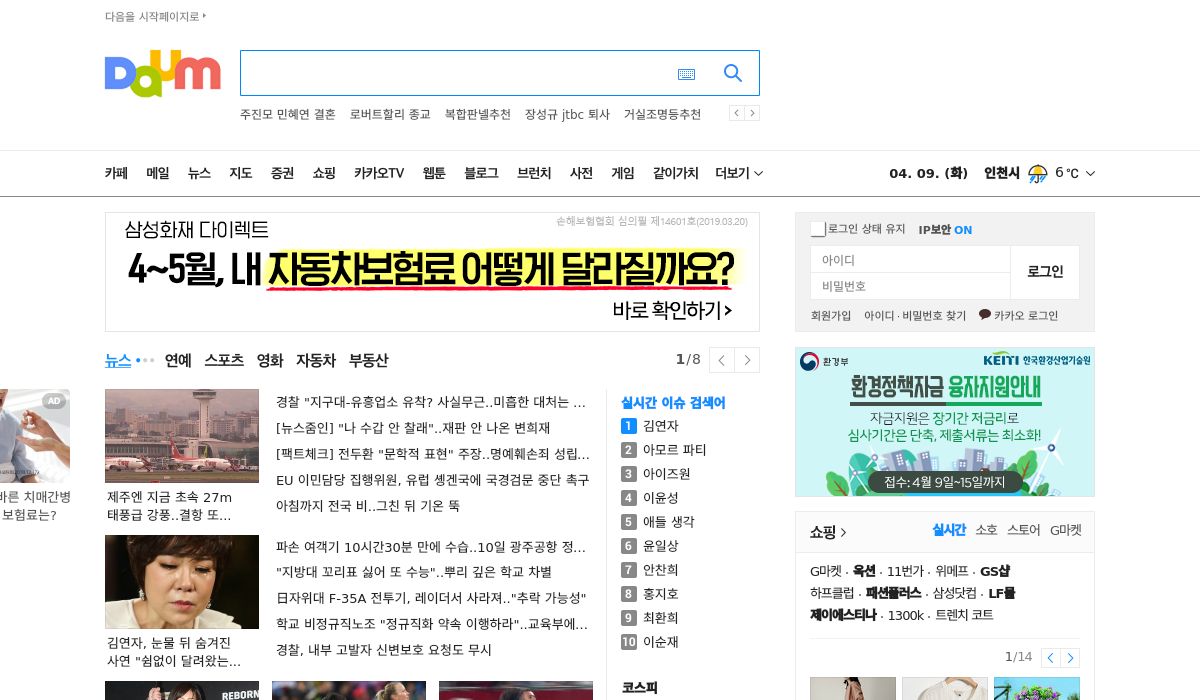 다음을 시작페이지로
Daum
주진모 민혜연 결혼 로버트할리 종교 복합판넬추천 장성규 jtbc 퇴사 거실조명등추천
카페 메일 뉴스 지도 증권 쇼핑 카카오TV 웹툰 블로그 브런치 사전 게임 같이가치 더보기
04. 09. (화) 인천시 6 ℃
손해보험협회 심의필 제14601호(2019.03.20)
삼성화재 다이렉트
4~5월, 내 자동차보험료 어떻게 달라질까요?
바로 확인하기>
로그인 상태 유지 IP보안 ON
아이디
비밀번호
로그인
회원가입 아이디 · 비밀번호 찾기 카카오 로그인
뉴스 연예 스포츠 영화 자동차 부동산
1/8
AD
바른 치매간병
보험료는?
제주엔 지금 초속 27m
태풍급 강풍..결항 또...
김연자, 눈물 뒤 숨겨진
사연 "쉼없이 달려왔는...
경찰 "지구대-유흥업소 유착? 사실무근..미흡한 대처는 ...
[뉴스줌인] "나 수갑 안 찰래"..재판 안 나온 변희재
[팩트체크] 전두환 "문학적 표현" 주장..명예훼손죄 성립...
EU 이민담당 집행위원, 유럽 솅겐국에 국경검문 중단 촉구
아침까지 전국 비..그친 뒤 기온 뚝
파손 여객기 10시간30분 만에 수습..10일 광주공항 정...
"지방대 꼬리표 싫어 또 수능"..뿌리 깊은 학교 차별
日자위대 F-35A 전투기, 레이더서 사라져.."추락 가능성"
학교 비정규직노조 "정규직화 약속 이행하라"..교육부에...
경찰, 내부 고발자 신변보호 요청도 무시
REBORN
실시간 이슈 검색어
1 김연자
2 아모르 파티
3 아이즈원
4 이윤성
5 애들 생각
6 윤일상
7 안찬희
8 홍지호
9 최환희
10 이순재
코스피
환경부
KEITI 한국환경산업기술원
환경정책자금 융자지원안내
자금지원은 장기간 저금리로
심사기간은 단축, 제출서류는 최소화!
접수: 4월 9일~15일까지
쇼핑 > 실시간 소호 스토어 G마켓
G마켓 · 옥션 · 11번가 · 위메프 · GS샵
하프클럽 · 패션플러스 · 삼성닷컴 · LF몰
제이에스티나 · 1300k · 트렌치 코트
1/14